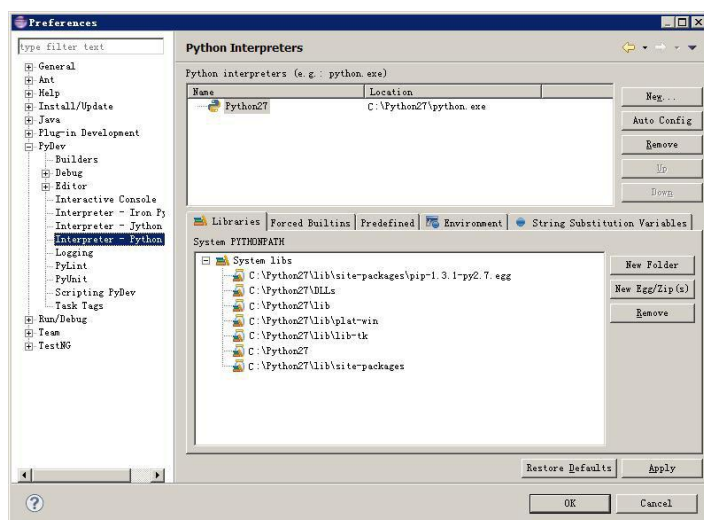 Preferences
type filter text
General
Ant
Help
Install/Update
Java
Plug-in Development
PyDev
Builders
Debug
Editor
Interactive Console
Interpreter - Iron Py
Interpreter - Jython
Interpreter - Python
Logging
PyLint
PyUnit
Scripting PyDev
Task Tags
Run/Debug
Team
TestNG
Python Interpreters
Python interpreters (e.g.: python.exe)
Name Location
Python27 C:\Python27\python.exe
New...
Auto Config
Remove
Up
Down
Libraries Forced Builtins Predefined Environment String Substitution Variables
System PYTHONPATH
System libs
C:\Python27\lib\site-packages\pip-1.3.1-py2.7.egg
C:\Python27\DLLs
C:\Python27\lib
C:\Python27\lib\plat-win
C:\Python27\lib\lib-tk
C:\Python27
C:\Python27\lib\site-packages
New Folder
New Egg/Zip(s)
Remove
Restore Defaults Apply
OK Cancel